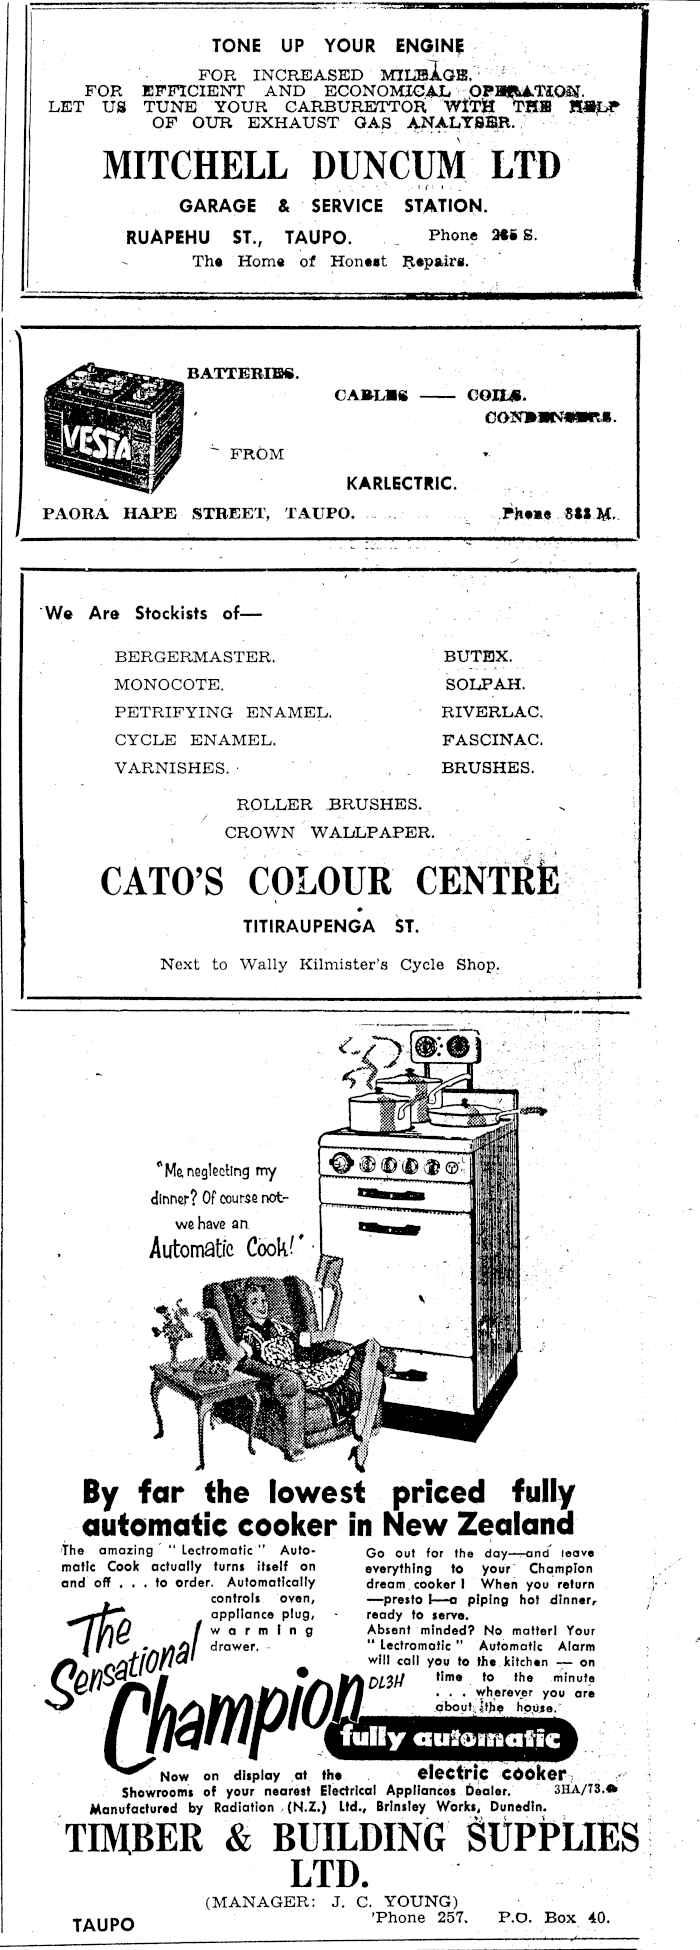 TONE UP YOUR ENGINE
FOR INCREASED MILEAGE.
FOR EFFICIENT AND ECONOMICAL OPERATION.
LET US TUNE YOUR CARBURETTOR WITH THE HELP
OF OUR EXHAUST GAS ANALYSER.
MITCHELL DUNCUM LTD
GARAGE & SERVICE STATION.
RUAPEHU ST., TAUPO. Phone S.
The Home of Honest Repairs.
BATTERIES.
CABLES — COILS.
CONDENSERS.
VESTA
FROM
KARLECTRIC.
PAORA HAPE STREET, TAUPO. Phone M.
We Are Stockists of—
BERGERMASTER. BUTEX.
MONOCOTE. SOLPAH.
PETRIFYING ENAMEL. RIVERLAC.
CYCLE ENAMEL. FASCINAC.
VARNISHES. BRUSHES.
ROLLER BRUSHES.
CROWN WALLPAPER.
CATO'S COLOUR CENTRE
TITIRAUPENGA ST.
Next to Wally Kilmister's Cycle Shop.
"Me, neglecting my
dinner? Of course not-
we have an
Automatic Cook!"
By far the lowest priced fully
automatic cooker in New Zealand
The amazing "Lectromatic" Auto-
matic Cook actually turns itself on
and off . . . to order. Automatically
controls oven,
appliance plug,
warming
drawer.
Go out for the day—and leave
everything to your Champion
dream cooker! When you return
—presto!—a piping hot dinner,
ready to serve.
Absent minded? No matter! Your
"Lectromatic" Automatic Alarm
will call you to the kitchen — on
time to the minute
. . . wherever you are
about the house.
The
Sensational
Champion DL3H
fully automatic
electric cooker
Now on display at the
Showrooms of your nearest Electrical Appliances Dealer. 3HA/73.
Manufactured by Radiation (N.Z.) Ltd., Brinsley Works, Dunedin.
TIMBER & BUILDING SUPPLIES
LTD.
(MANAGER: J. C. YOUNG)
TAUPO 'Phone 257. P.O. Box 40.